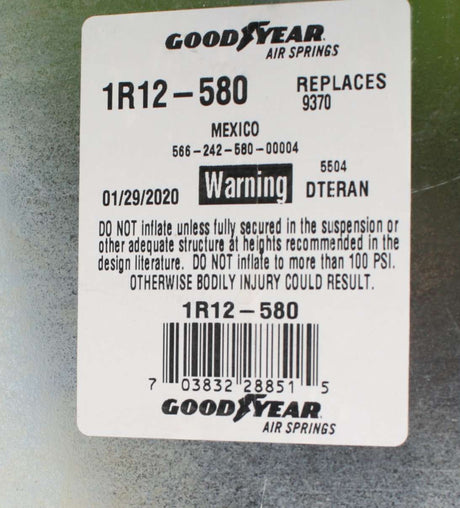 GOODYEAR
AIR SPRINGS
1R12-580 REPLACES
9370
MEXICO
566-242-580-00004
5504
01/29/2020 Warning DTERAN
DO NOT inflate unless fully secured in the suspension or
other adequate structure at heights recommended in the
design literature. DO NOT inflate to more than 100 PSI.
OTHERWISE BODILY INJURY COULD RESULT.
1R12-580
7 03832 28851 5
GOODYEAR
AIR SPRINGS